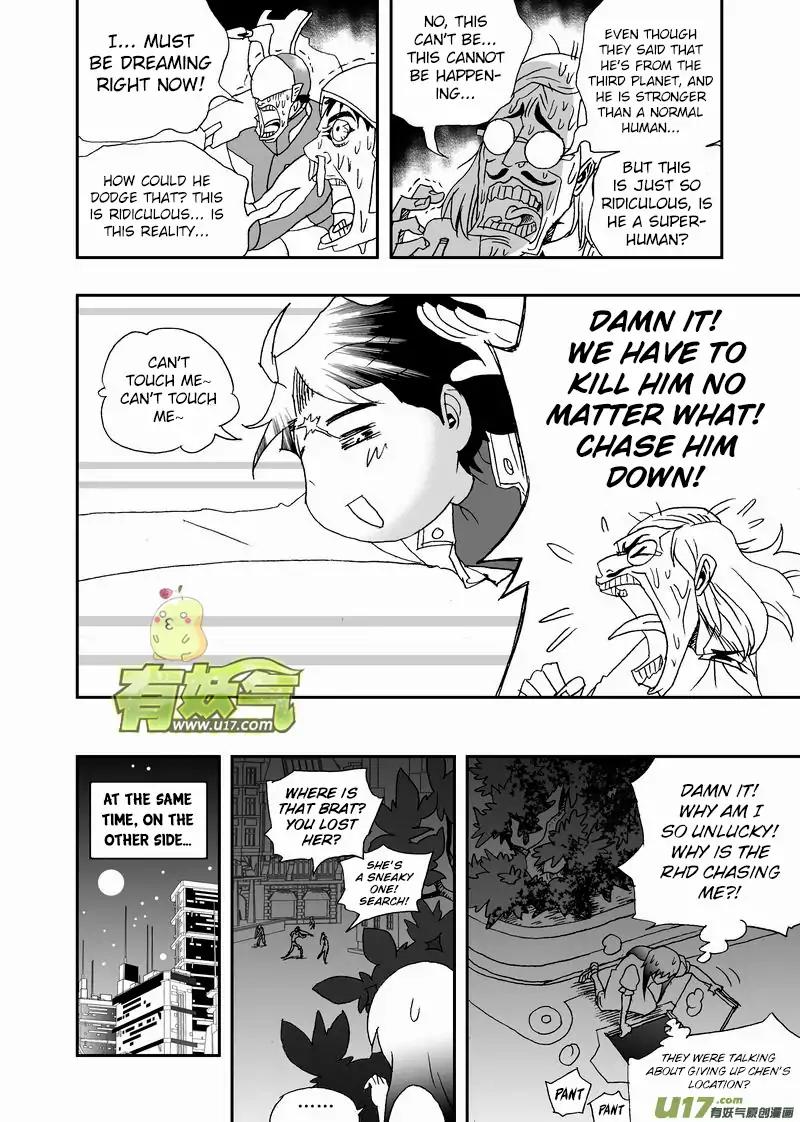 I... MUST
BE DREAMING
RIGHT NOW!
HOW COULD HE
DODGE THAT? THIS
IS RIDICULOUS... IS
THIS REALITY...
NO, THIS
CAN'T BE...
THIS CANNOT
BE HAPPEN-
ING...
EVEN THOUGH
THEY SAID THAT
HE'S FROM THE
THIRD PLANET, AND
HE IS STRONGER
THAN A NORMAL
HUMAN...
BUT THIS
IS JUST SO
RIDICULOUS, IS
HE A SUPER-
HUMAN?
CAN'T
TOUCH ME~
CAN'T TOUCH
ME~
DAMN IT!
WE HAVE TO
KILL HIM NO
MATTER WHAT!
CHASE HIM
DOWN!
有妖气
www.u17.com
AT THE SAME
TIME, ON THE
OTHER SIDE...
WHERE IS
THAT BRAT?
YOU LOST
HER?
SHE'S
A SNEAKY
ONE!
SEARCH!
......
DAMN IT!
WHY AM I
SO UNLUCKY!
WHY IS THE
RHD CHASING
ME?!
THEY WERE TALKING
ABOUT GIVING UP CHEN'S
LOCATION?
PANT
PANT
U17.com
有妖气原创漫画